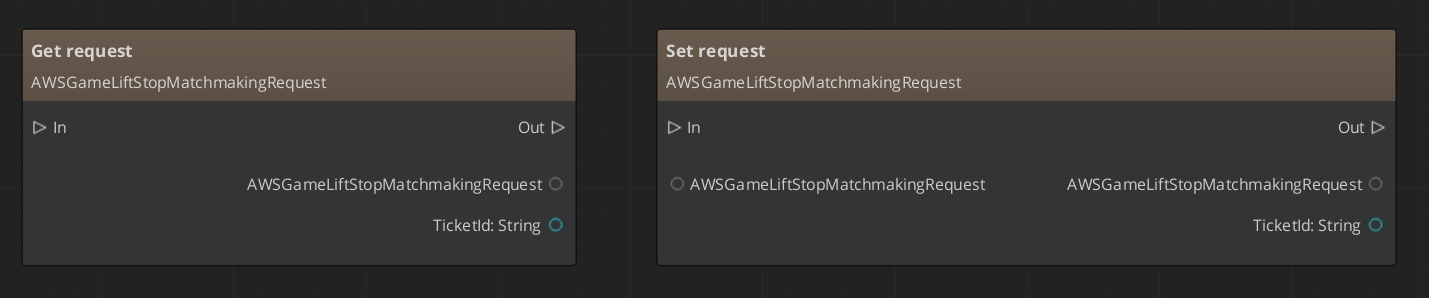 Get request
AWSGameLiftStopMatchmakingRequest
In
Out
AWSGameLiftStopMatchmakingRequest
TicketId: String
Set request
AWSGameLiftStopMatchmakingRequest
In
Out
AWSGameLiftStopMatchmakingRequest
AWSGameLiftStopMatchmakingRequest
TicketId: String